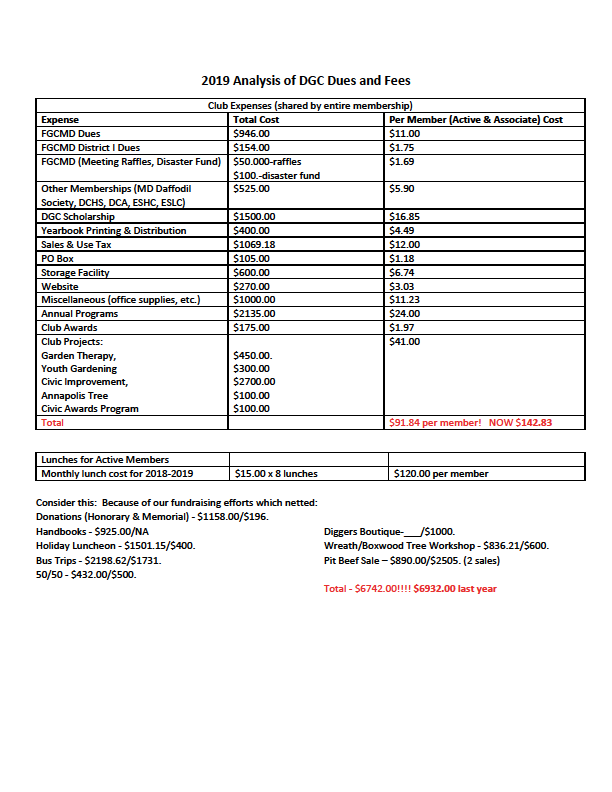 2019 Analysis of DGC Dues and Fees
Club Expenses (shared by entire membership)
Expense Total Cost Per Member (Active & Associate) Cost
FGCMD Dues $946.00 $11.00
FGCMD District I Dues $154.00 $1.75
FGCMD (Meeting Raffles, Disaster Fund) $50.000-raffles $1.69
$100.-disaster fund
Other Memberships (MD Daffodil $525.00 $5.90
Society, DCHS, DCA, ESHC, ESLC)
DGC Scholarship $1500.00 $16.85
Yearbook Printing & Distribution $400.00 $4.49
Sales & Use Tax $1069.18 $12.00
PO Box $105.00 $1.18
Storage Facility $600.00 $6.74
Website $270.00 $3.03
Miscellaneous (office supplies, etc.) $1000.00 $11.23
Annual Programs $2135.00 $24.00
Club Awards $175.00 $1.97
Club Projects: $41.00
Garden Therapy, $450.00.
Youth Gardening $300.00
Civic Improvement, $2700.00
Annapolis Tree $100.00
Civic Awards Program $100.00
Total $91.84 per member! NOW $142.83
Lunches for Active Members
Monthly lunch cost for 2018-2019 $15.00 x 8 lunches $120.00 per member
Consider this: Because of our fundraising efforts which netted:
Donations (Honorary & Memorial) - $1158.00/$196.
Handbooks - $925.00/NA Diggers Boutique-___/$1000.
Holiday Luncheon - $1501.15/$400. Wreath/Boxwood Tree Workshop - $836.21/$600.
Bus Trips - $2198.62/$1731. Pit Beef Sale – $890.00/$2505. (2 sales)
50/50 - $432.00/$500.
Total - $6742.00!!!! $6932.00 last year